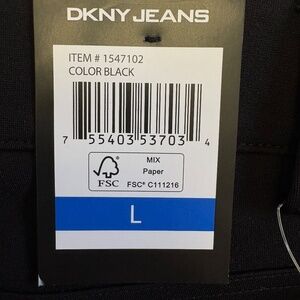 DKNY JEANS
ITEM # 1547102
COLOR BLACK
7 55403 53703 4
FSC
MIX
Paper
FSC® C111216
L